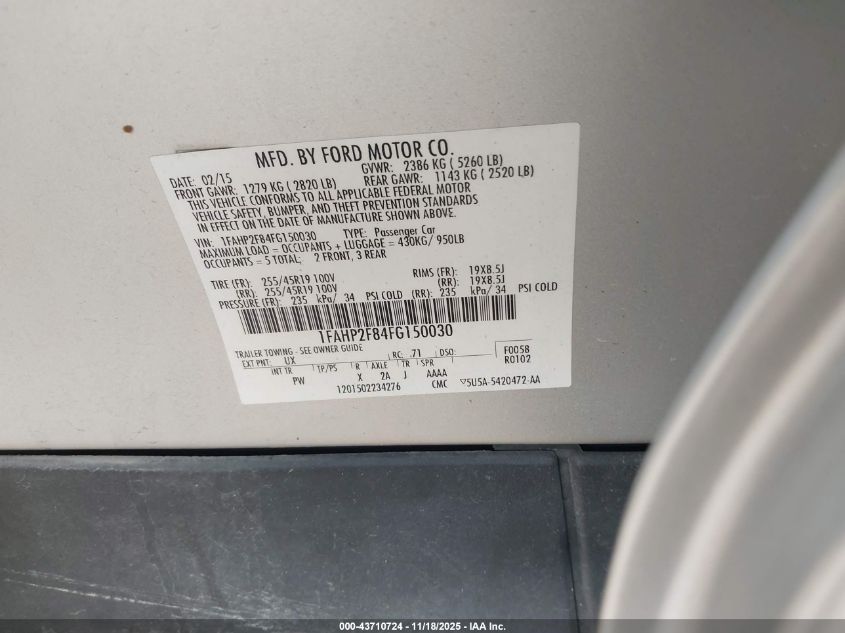 MFD. BY FORD MOTOR CO.
DATE: 02/15 GVWR: 2386 KG ( 5260 LB)
FRONT GAWR: 1279 KG ( 2820 LB) REAR GAWR: 1143 KG ( 2520 LB)
THIS VEHICLE CONFORMS TO ALL APPLICABLE FEDERAL MOTOR
VEHICLE SAFETY, BUMPER, AND THEFT PREVENTION STANDARDS
IN EFFECT ON THE DATE OF MANUFACTURE SHOWN ABOVE.
VIN: 1FAHP2F84FG150030 TYPE: Passenger Car
MAXIMUM LOAD = OCCUPANTS + LUGGAGE = 430KG/ 950LB
OCCUPANTS = 5 TOTAL; 2 FRONT, 3 REAR
TIRE (FR): 255/45R19 100V RIMS (FR): 19X8.5J
(RR): 255/45R19 100V (RR): 19X8.5J
PRESSURE (FR): 235 kPa/ 34 PSI COLD (RR): 235 kPa/ 34 PSI COLD
1FAHP2F84FG150030
TRAILER TOWING - SEE OWNER GUIDE
EXT PNT: UX RC: 71 DSO: F0058
R0102
INT TR TP/PS R AXLE TR SPR
PW X 2A J AAAA
1201502234276 CMC ▽5U5A-5420472-AA
000-43710724 - 11/18/2025 - IAA Inc.